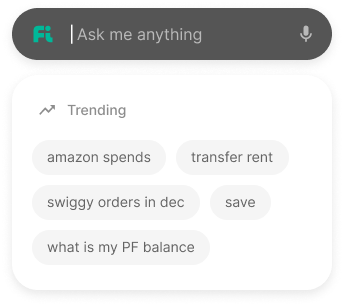 Fi Ask me anything
Trending
amazon spends transfer rent
swiggy orders in dec save
what is my PF balance